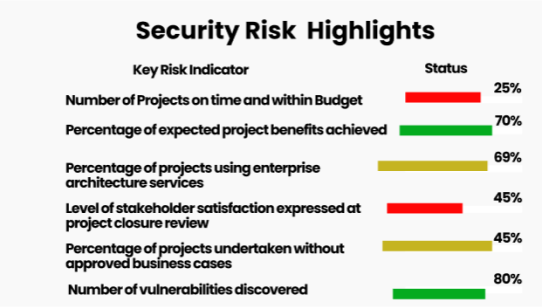 Security Risk Highlights
Key Risk Indicator Status
25%
Number of Projects on time and within Budget
70%
Percentage of expected project benefits achieved
69%
Percentage of projects using enterprise
architecture services
45%
Level of stakeholder satisfaction expressed at
project closure review
45%
Percentage of projects undertaken without
approved business cases
80%
Number of vulnerabilities discovered